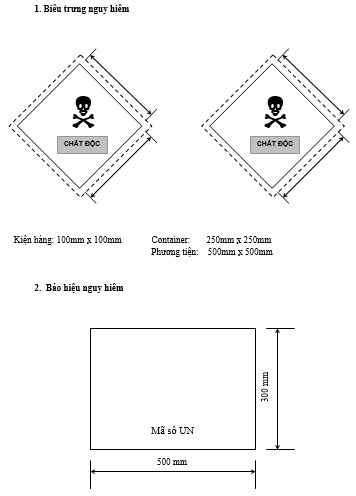 1. Biểu trưng nguy hiểm
CHẤT ĐỘC
CHẤT ĐỘC
Kiện hàng: 100mm x 100mm
Container: 250mm x 250mm
Phương tiện: 500mm x 500mm
2. Báo hiệu nguy hiểm
Mã số UN
300 mm
500 mm